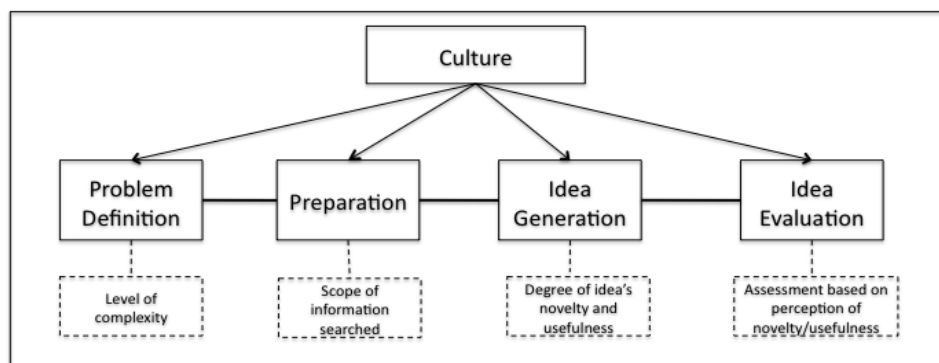 Culture
Problem
Definition
Preparation
Idea
Generation
Idea
Evaluation
Level of
complexity
Scope of
information
searched
Degree of idea's
novelty and
usefulness
Assessment based on
perception of
novelty/usefulness